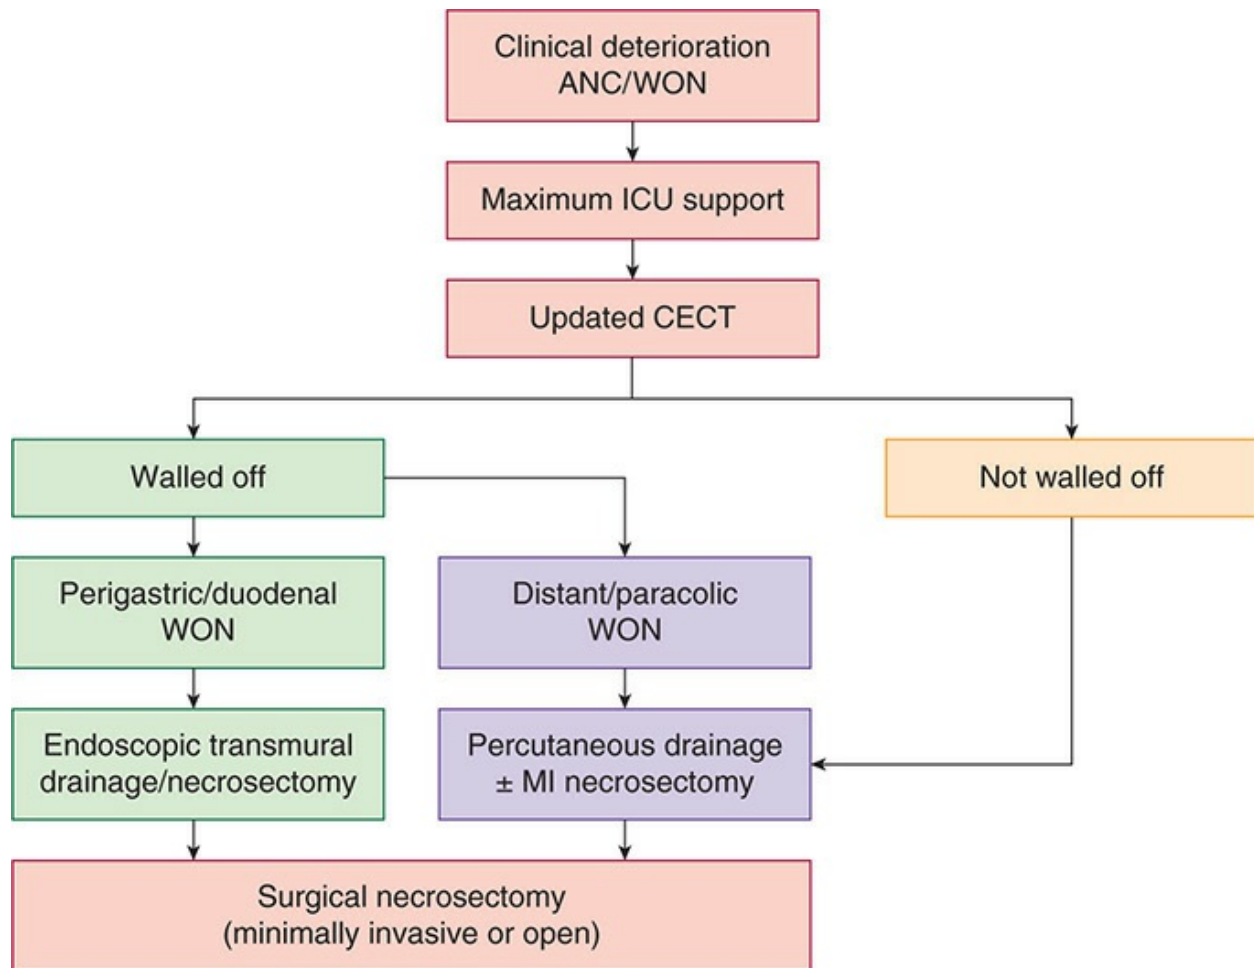 Clinical deterioration
ANC/WON
Maximum ICU support
Updated CECT
Walled off
Not walled off
Perigastric/duodenal
WON
Distant/paracolic
WON
Endoscopic transmural
drainage/necrosectomy
Percutaneous drainage
± MI necrosectomy
Surgical necrosectomy
(minimally invasive or open)